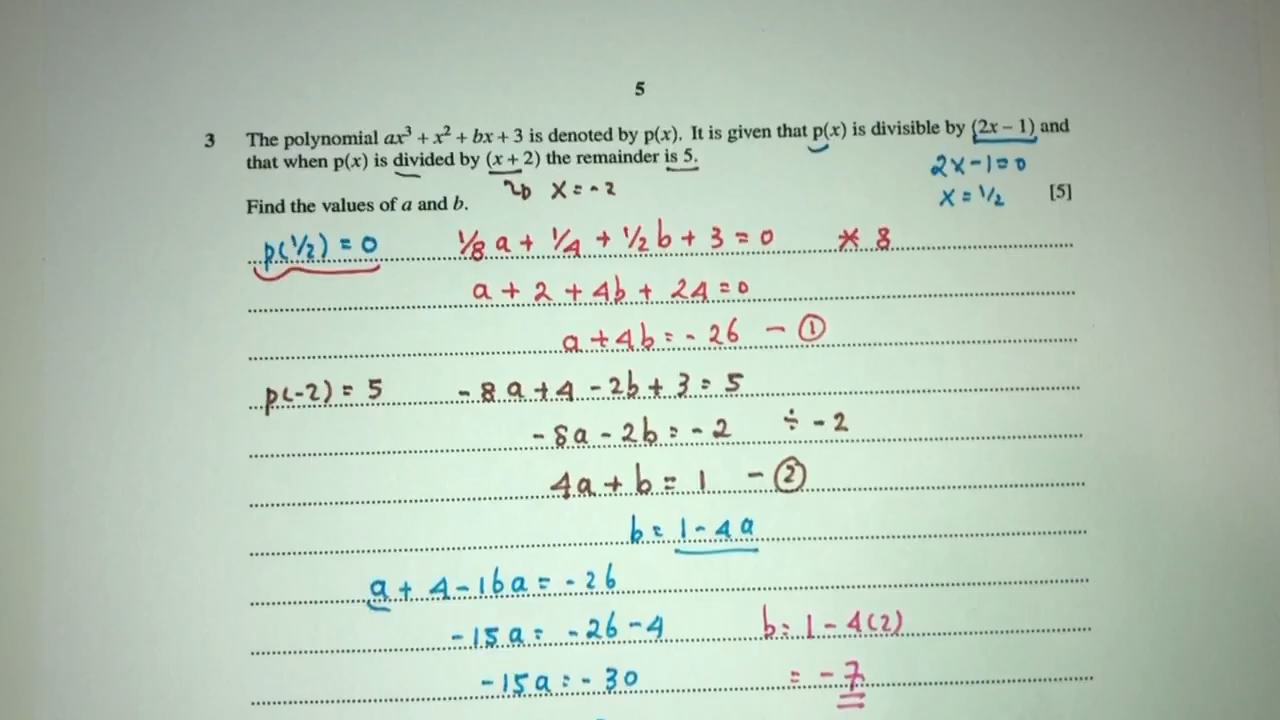 5
3 The polynomial ax³ + x² + bx + 3 is denoted by p(x). It is given that p(x) is divisible by (2x − 1) and
that when p(x) is divided by (x + 2) the remainder is 5.
2x-1=0
x = -2
x = 1/2
[5]
Find the values of a and b.
p(1/2) = 0 1/8 a + 1/4 + 1/2 b + 3 = 0 * 8
a + 2 + 4b + 24 = 0
a + 4b = -26 - ①
p(-2) = 5 -8a + 4 - 2b + 3 = 5
-8a - 2b = -2 ÷ -2
4a + b = 1 - ②
b = 1 - 4a
a + 4 - 16a = -26
-15a = -26 - 4 b = 1 - 4(2)
-15a = -30 = -7